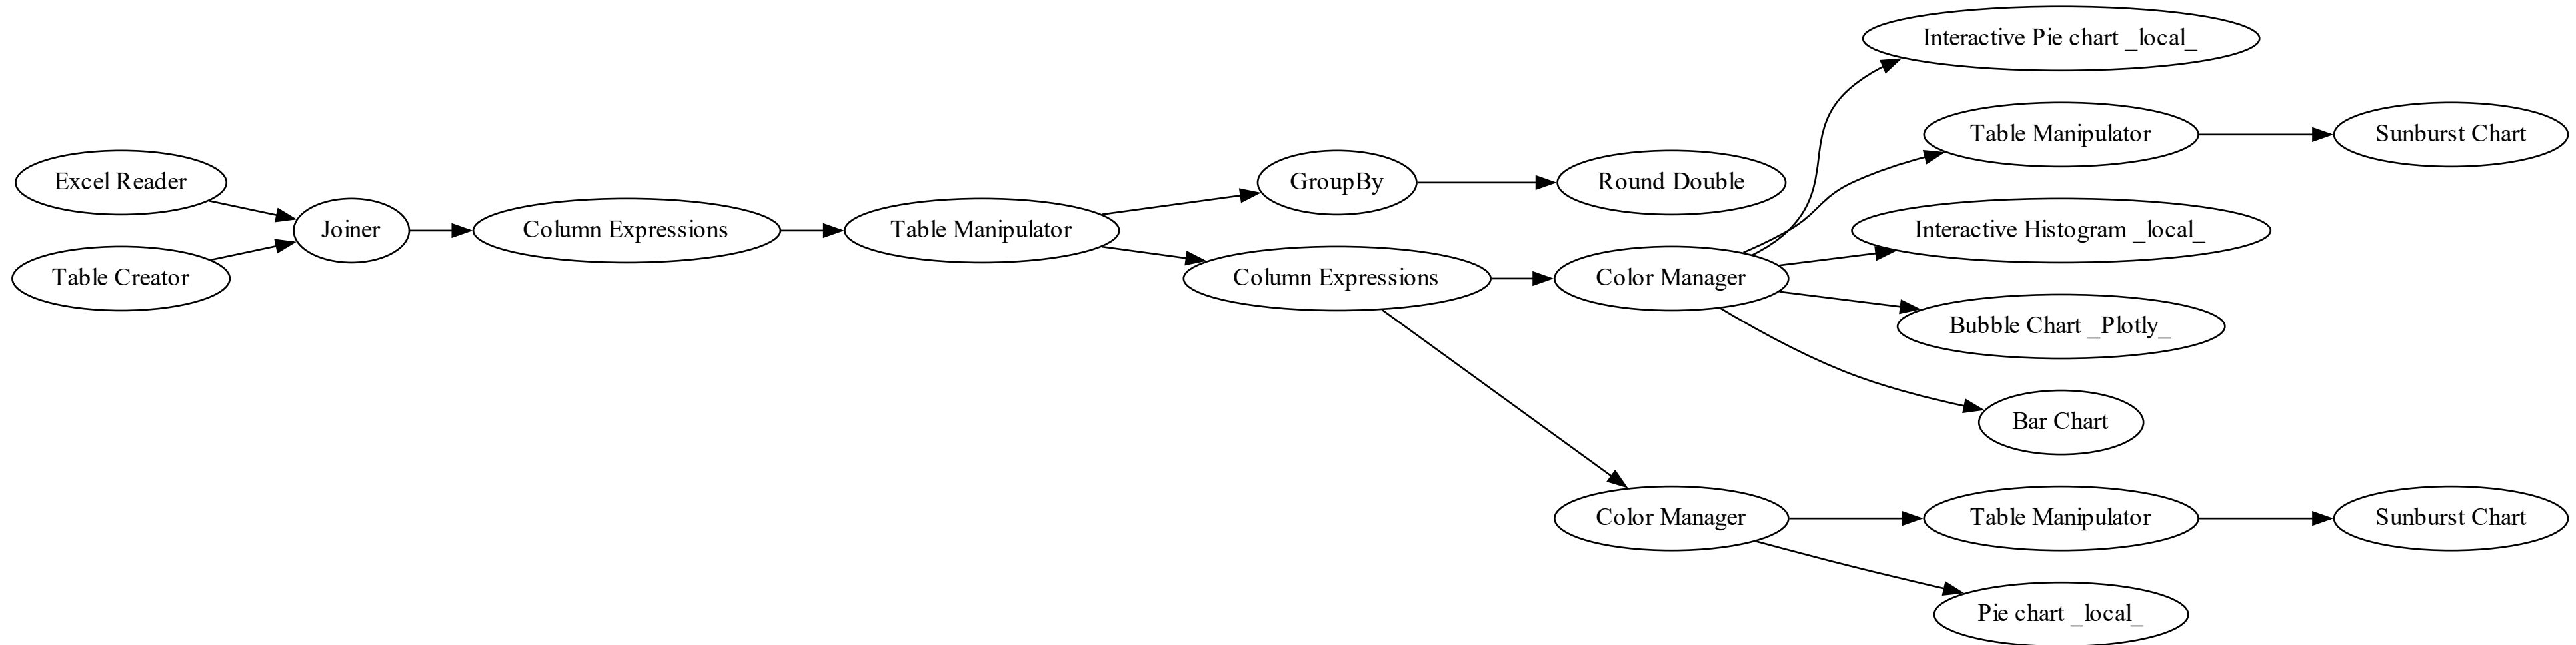 Interactive Pie chart _local_
Table Manipulator
Sunburst Chart
Excel Reader
GroupBy
Round Double
Joiner
Column Expressions
Table Manipulator
Interactive Histogram _local_
Table Creator
Column Expressions
Color Manager
Bubble Chart _Plotly_
Bar Chart
Color Manager
Table Manipulator
Sunburst Chart
Pie chart _local_